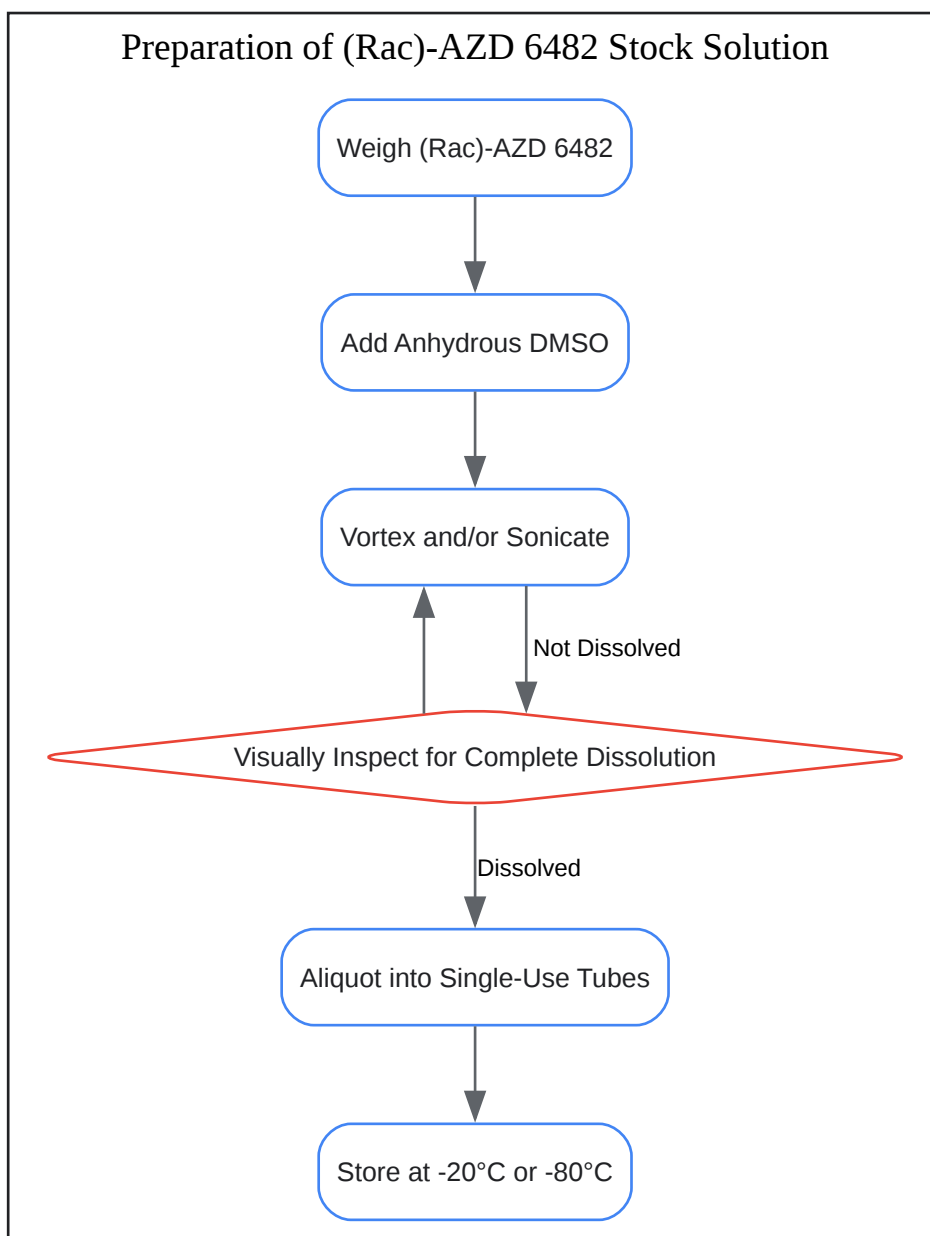 Preparation of (Rac)-AZD 6482 Stock Solution
Weigh (Rac)-AZD 6482
Add Anhydrous DMSO
Vortex and/or Sonicate
Not Dissolved
Visually Inspect for Complete Dissolution
Dissolved
Aliquot into Single-Use Tubes
Store at -20°C or -80°C